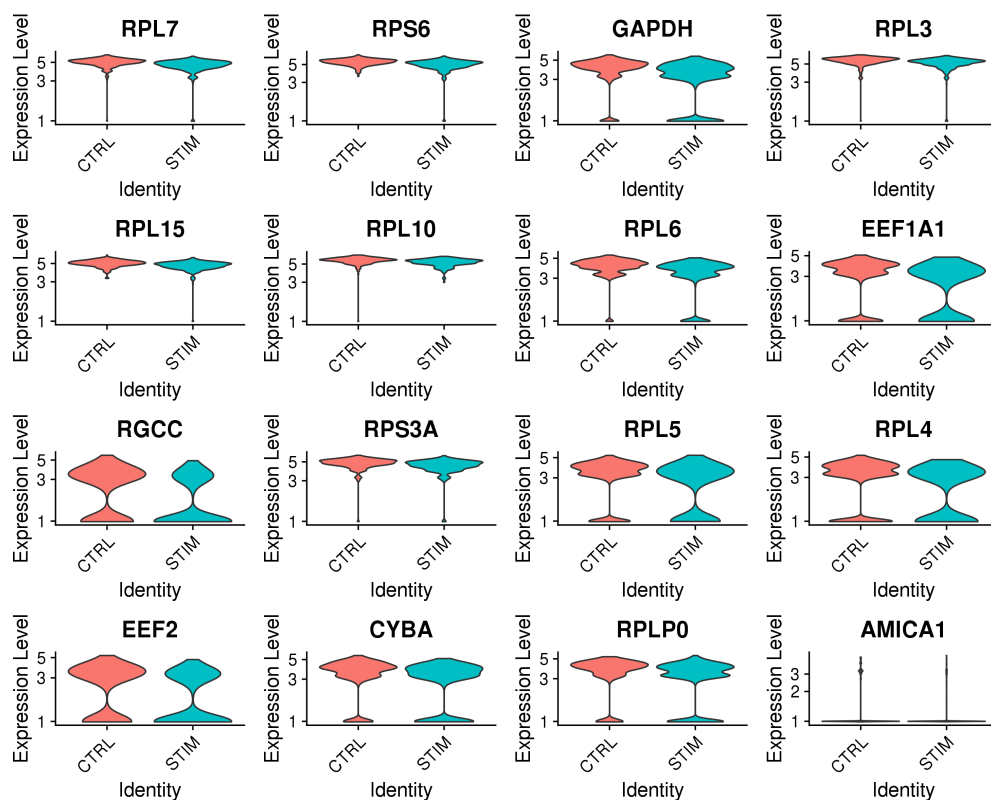 RPL7
Expression Level
5
3
1
CTRL
STIM
Identity
RPS6
Expression Level
5
3
1
CTRL
STIM
Identity
GAPDH
Expression Level
5
3
1
CTRL
STIM
Identity
RPL3
Expression Level
5
3
1
CTRL
STIM
Identity
RPL15
Expression Level
5
3
1
CTRL
STIM
Identity
RPL10
Expression Level
5
3
1
CTRL
STIM
Identity
RPL6
Expression Level
5
3
1
CTRL
STIM
Identity
EEF1A1
Expression Level
5
3
1
CTRL
STIM
Identity
RGCC
Expression Level
5
3
1
CTRL
STIM
Identity
RPS3A
Expression Level
5
3
1
CTRL
STIM
Identity
RPL5
Expression Level
5
3
1
CTRL
STIM
Identity
RPL4
Expression Level
5
3
1
CTRL
STIM
Identity
EEF2
Expression Level
5
3
1
CTRL
STIM
Identity
CYBA
Expression Level
5
3
1
CTRL
STIM
Identity
RPLP0
Expression Level
5
3
1
CTRL
STIM
Identity
AMICA1
Expression Level
3
2
1
CTRL
STIM
Identity